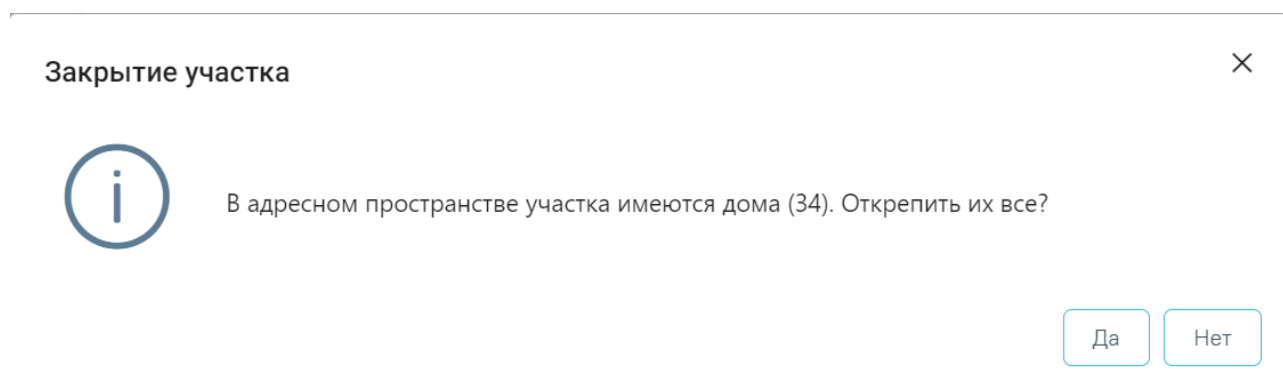 Закрытие участка
В адресном пространстве участка имеются дома (34). Открепить их все?
Да Нет